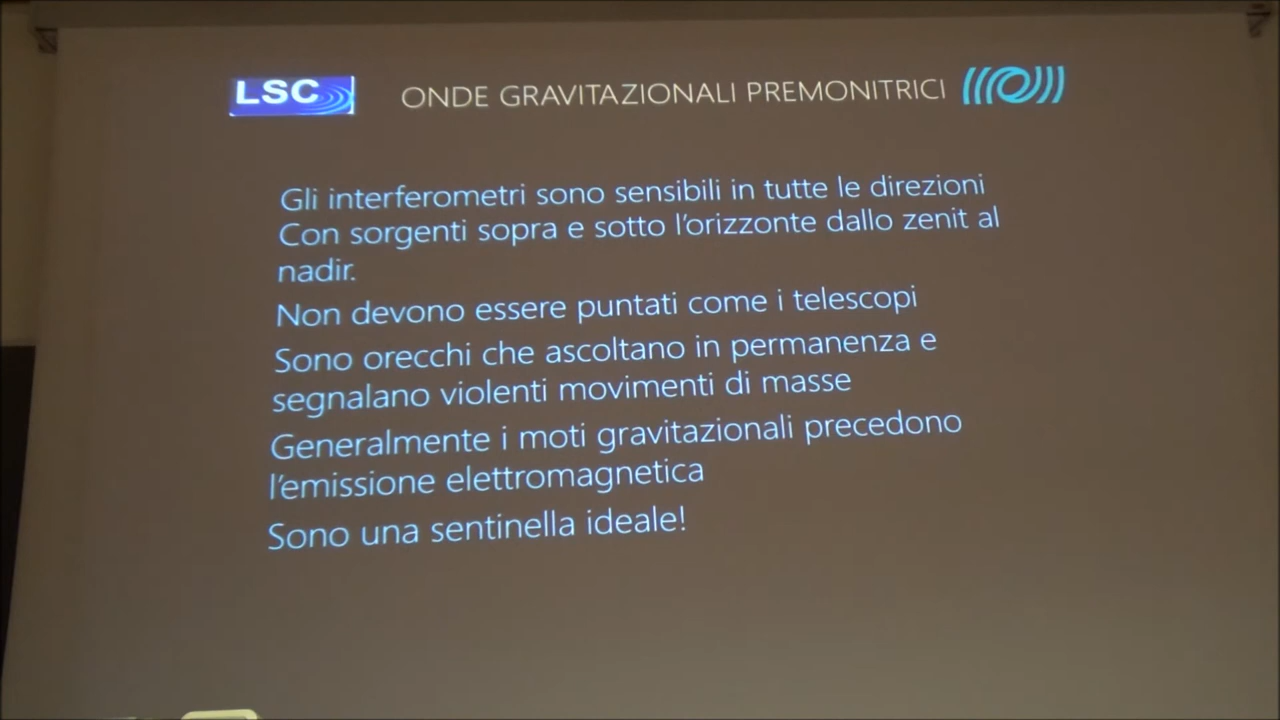 LSC
ONDE GRAVITAZIONALI PREMONITRICI
Gli interferometri sono sensibili in tutte le direzioni
Con sorgenti sopra e sotto l'orizzonte dallo zenit al
nadir.
Non devono essere puntati come i telescopi
Sono orecchi che ascoltano in permanenza e
segnalano violenti movimenti di masse
Generalmente i moti gravitazionali precedono
l'emissione elettromagnetica
Sono una sentinella ideale!